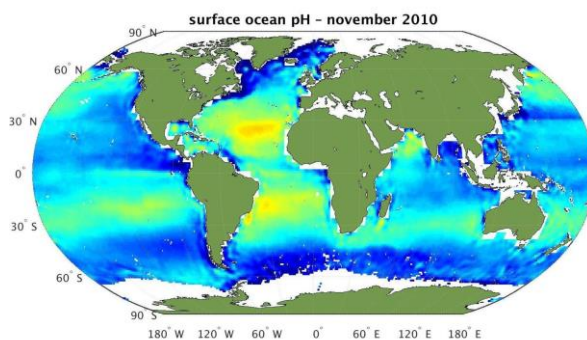 surface ocean pH – november 2010
90° N
60° N
30° N
0°
30° S
60° S
90° S
180° W 120° W 60° W 0° 60° E 120° E 180° E